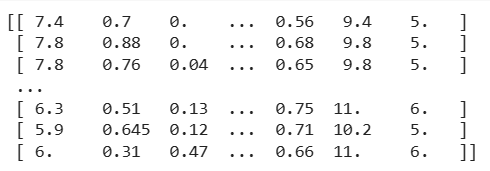 [[ 7.4 0.7 0. ... 0.56 9.4 5. ]
[ 7.8 0.88 0. ... 0.68 9.8 5. ]
[ 7.8 0.76 0.04 ... 0.65 9.8 5. ]
...
[ 6.3 0.51 0.13 ... 0.75 11. 6. ]
[ 5.9 0.645 0.12 ... 0.71 10.2 5. ]
[ 6. 0.31 0.47 ... 0.66 11. 6. ]]